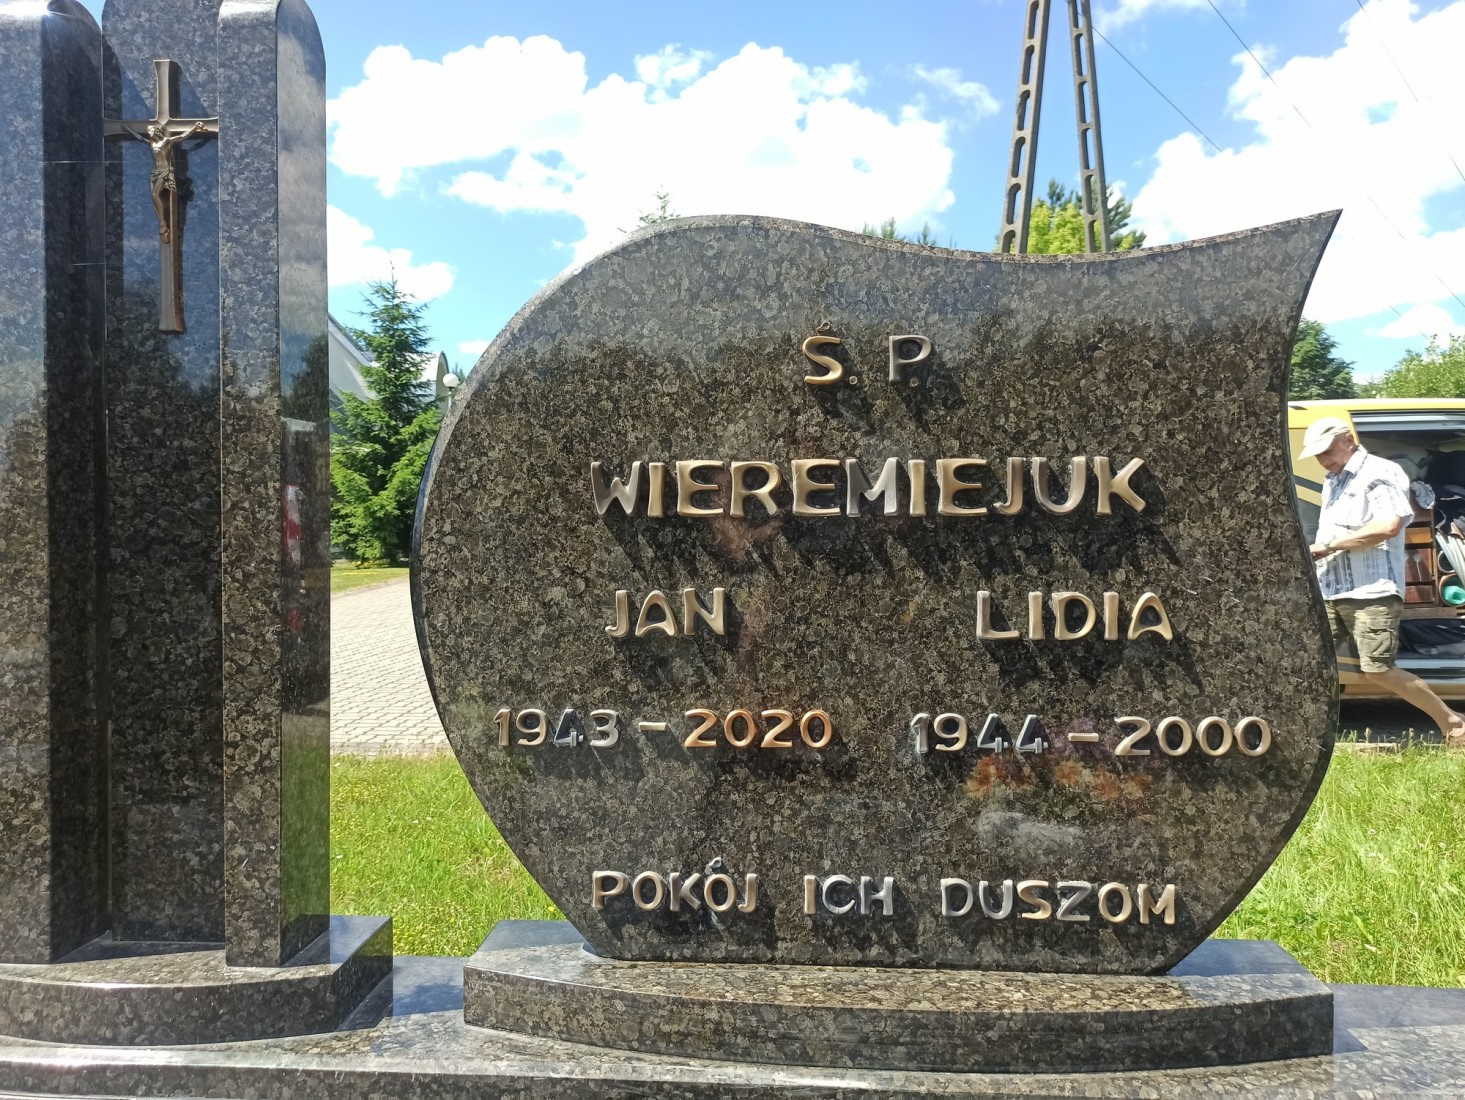 Ś. P.
WIEREMIEJUK
JAN LIDIA
1943 - 2020 1944 - 2000
POKÓJ ICH DUSZOM